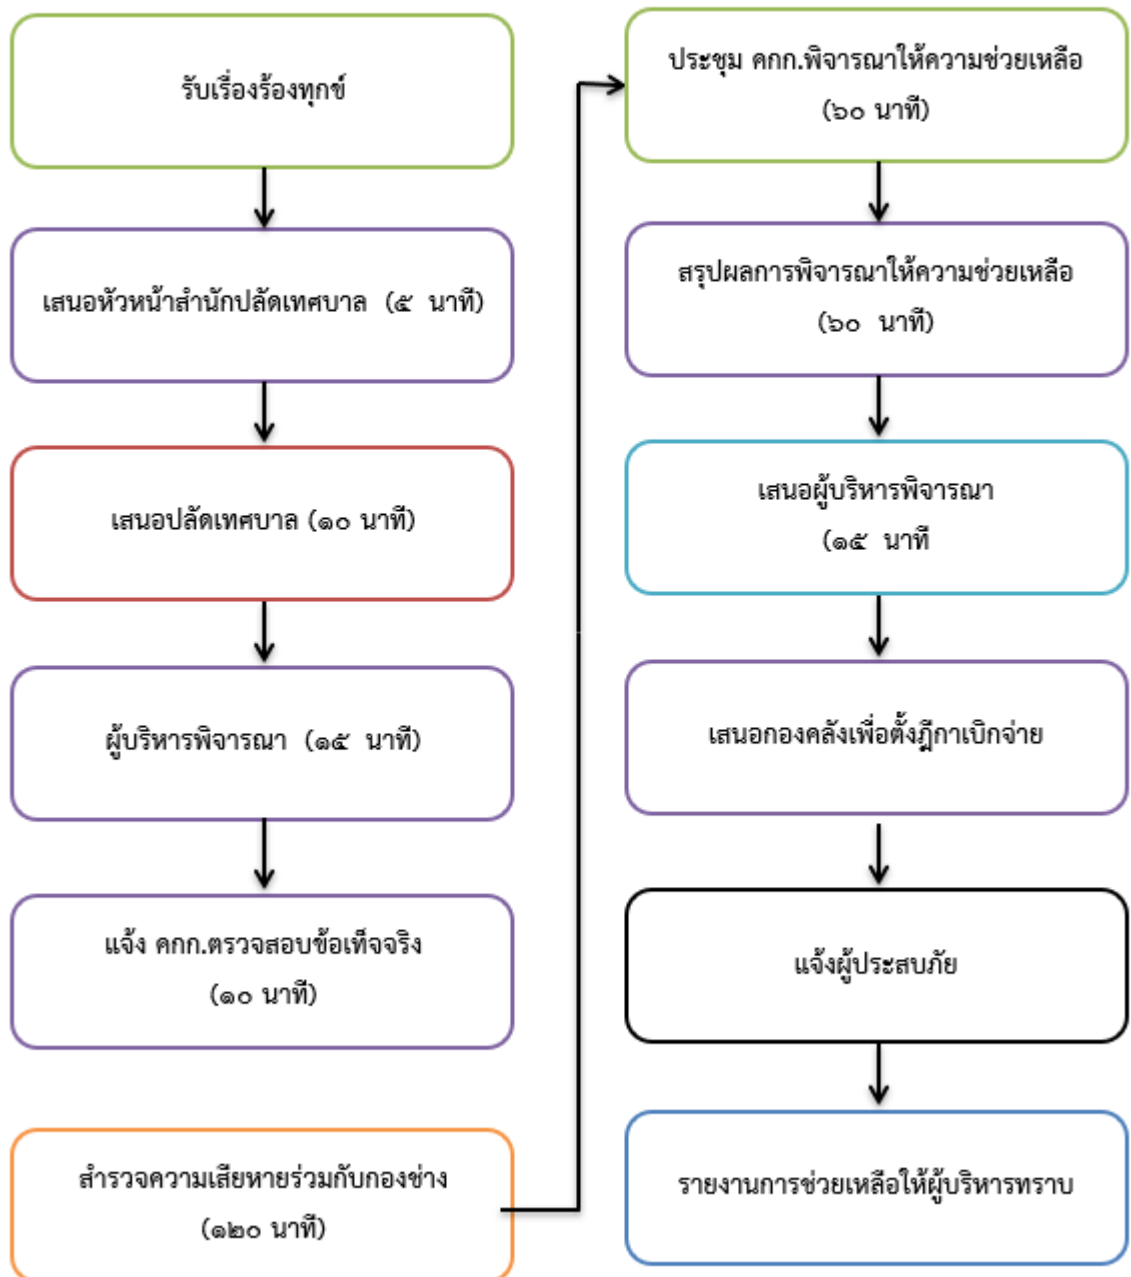 รับเรื่องร้องทุกข์
เสนอหัวหน้าสำนักปลัดเทศบาล (๕ นาที)
เสนอปลัดเทศบาล (๑๐ นาที)
ผู้บริหารพิจารณา (๑๕ นาที)
แจ้ง คกก.ตรวจสอบข้อเท็จจริง
(๑๐ นาที)
สำรวจความเสียหายร่วมกับกองช่าง
(๑๒๐ นาที)
ประชุม คกก.พิจารณาให้ความช่วยเหลือ
(๖๐ นาที)
สรุปผลการพิจารณาให้ความช่วยเหลือ
(๖๐ นาที)
เสนอผู้บริหารพิจารณา
(๑๕ นาที
เสนอกองคลังเพื่อตั้งฎีกาเบิกจ่าย
แจ้งผู้ประสบภัย
รายงานการช่วยเหลือให้ผู้บริหารทราบ